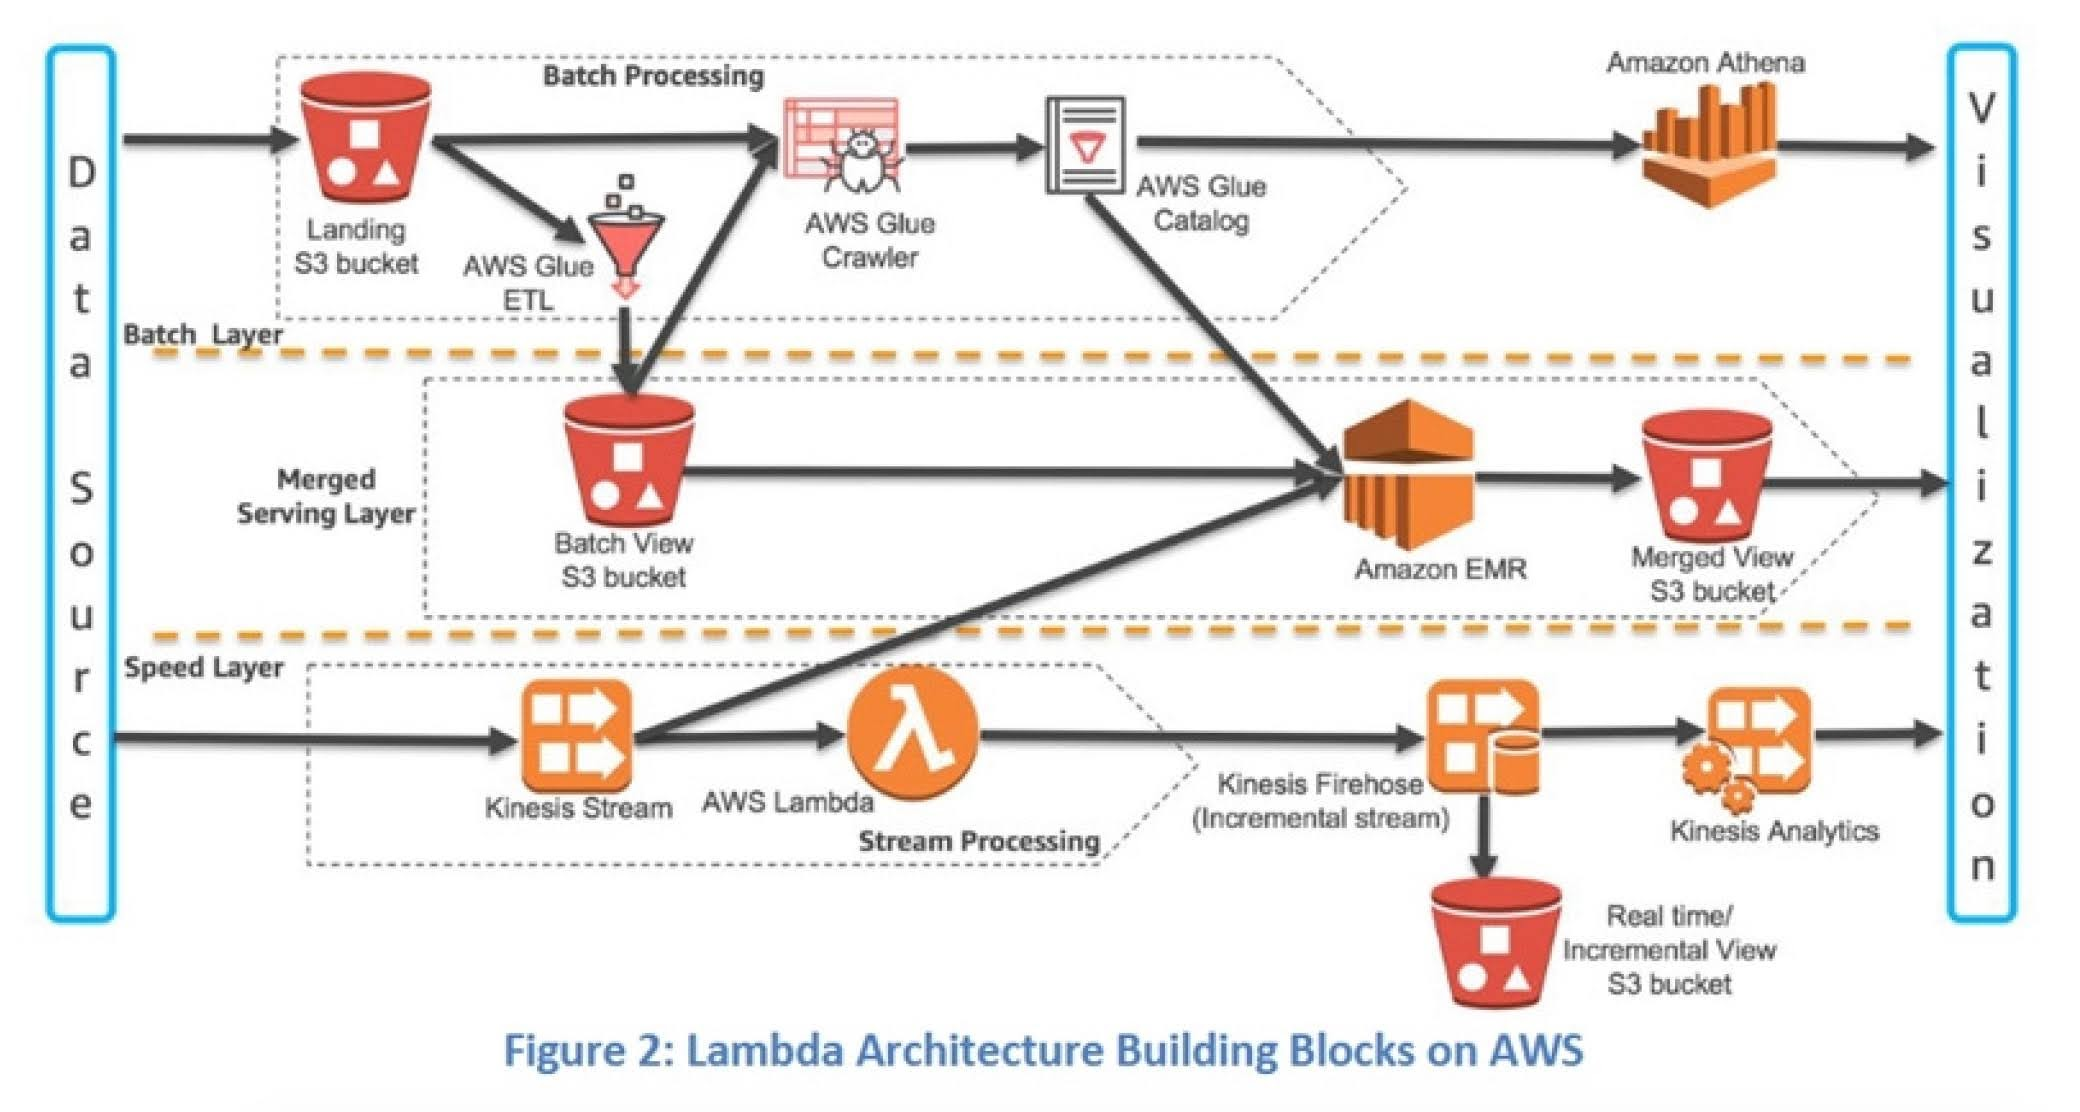 Data Source
Batch Processing
Landing
S3 bucket
AWS Glue
ETL
AWS Glue
Crawler
AWS Glue
Catalog
Amazon Athena
Batch Layer
Merged
Serving Layer
Batch View
S3 bucket
Amazon EMR
Merged View
S3 bucket
Speed Layer
Kinesis Stream
AWS Lambda
Stream Processing
Kinesis Firehose
(Incremental stream)
Kinesis Analytics
Real time/
Incremental View
S3 bucket
Visualization
Figure 2: Lambda Architecture Building Blocks on AWS